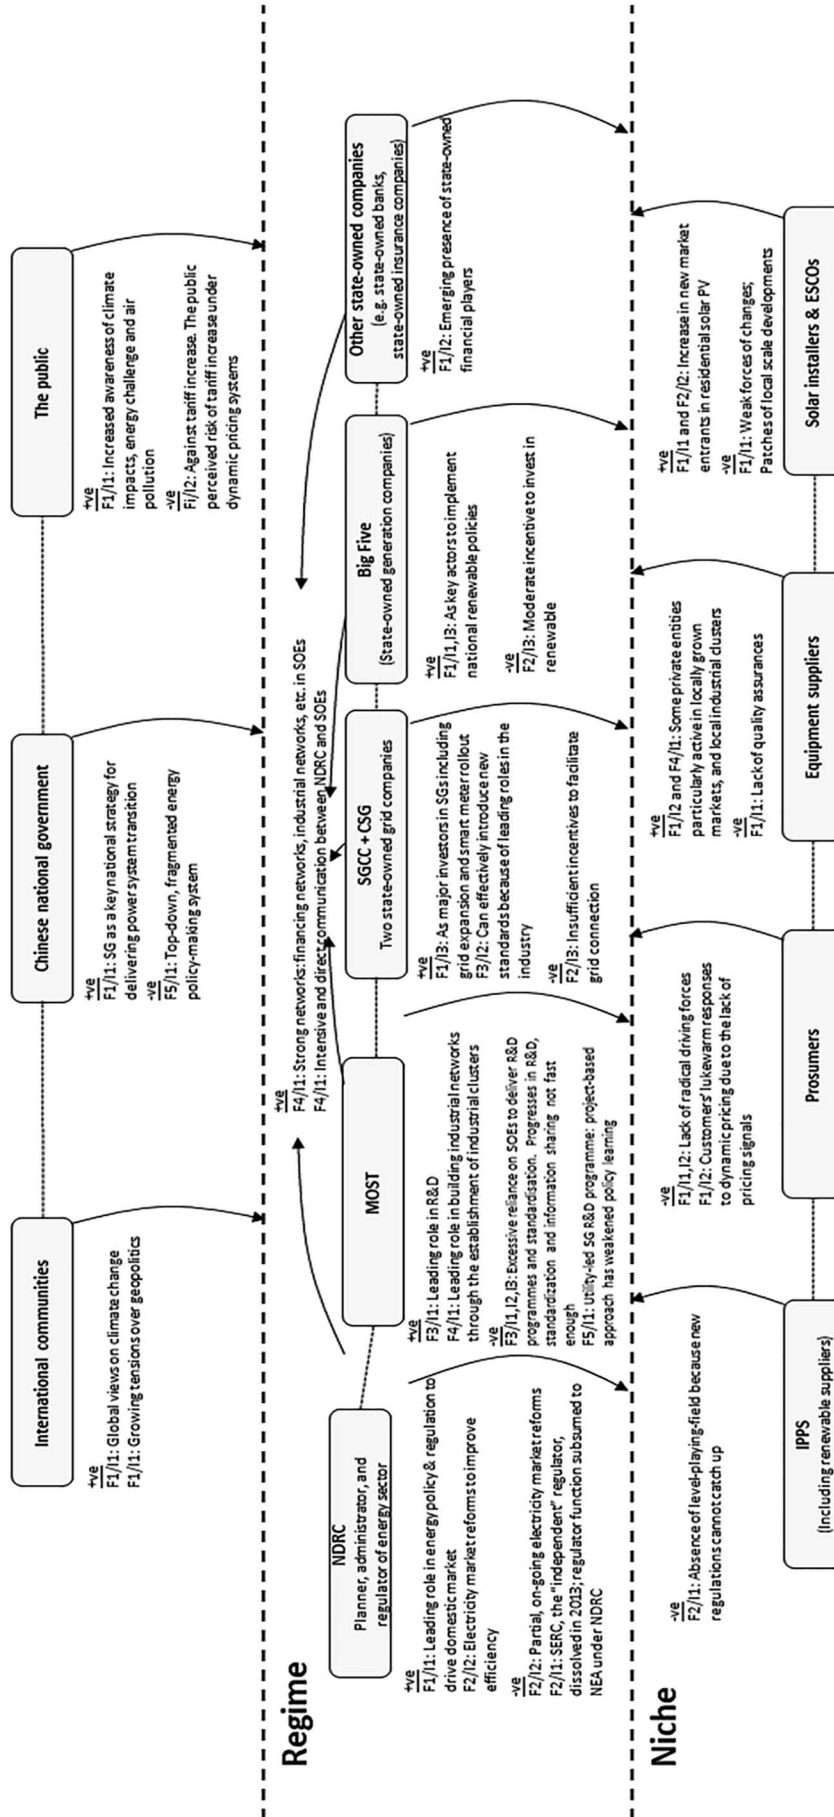 International communities
+ve
F1/I1: Global views on climate change
F1/I1: Growing tensions over geopolitics
Chinese national government
+ve
F1/I1: SG as a key national strategy for
delivering power system transition
-ve
F5/I1: Top-down, fragmented energy
policy-making system
The public
+ve
F1/I1: Increased awareness of climate
impacts, energy challenge and air
pollution
-ve
Fi/I2: Against tariff increase. The public
perceived risk of tariff increase under
dynamic pricing systems
Regime
+ve
F4/I1: Strong networks: financing networks, industrial networks, etc. in SOEs
F4/I1: Intensive and direct communication between NDRC and SOEs
NDRC
Planner, administrator, and
regulator of energy sector
+ve
F1/I1: Leading role in energy policy & regulation to
drive domestic market
F2/I2: Electricity market reforms to improve
efficiency
-ve
F2/I2: Partial, on-going electricity market reforms
F2/I1: SERC, the "independent" regulator,
dissolved in 2013; regulator function subsumed to
NEA under NDRC
MOST
+ve
F3/I1: Leading role in R&D
F4/I1: Leading role in building industrial networks
through the establishment of industrial clusters
-ve
F3/I1,I2,I3: Excessive reliance on SOEs to deliver R&D
programmes and standardisation. Progresses in R&D,
standardization and information sharing not fast
enough
F5/I1: Utility-led SG R&D programme: project-based
approach has weakened policy learning
SGCC + CSG
Two state-owned grid companies
+ve
F1/I3: As major investors in SGs including
grid expansion and smart meter rollout
F3/I2: Can effectively introduce new
standards because of leading roles in the
industry
-ve
F2/I3: Insufficient incentives to facilitate
grid connection
Big Five
(State-owned generation companies)
+ve
F1/I1,I3: As key actors to implement
national renewable policies
-ve
F2/I3: Moderate incentive to invest in
renewable
Other state-owned companies
(e.g. state-owned banks,
state-owned insurance companies)
+ve
F1/I2: Emerging presence of state-owned
financial players
Niche
-ve
F2/I1: Absence of level-playing-field because new
regulations cannot catch up
IPPS
(Including renewable suppliers)
-ve
F1/I1,I2: Lack of radical driving forces
F1/I2: Customers' lukewarm responses
to dynamic pricing due to the lack of
pricing signals
Prosumers
+ve
F1/I2 and F4/I1: Some private entities
particularly active in locally grown
markets, and local industrial clusters
-ve
F1/I1: Lack of quality assurances
Equipment suppliers
+ve
F1/I1 and F2/I2: Increase in new market
entrants in residential solar PV
-ve
F1/I1: Weak forces of changes;
Patches of local scale developments
Solar installers & ESCOs